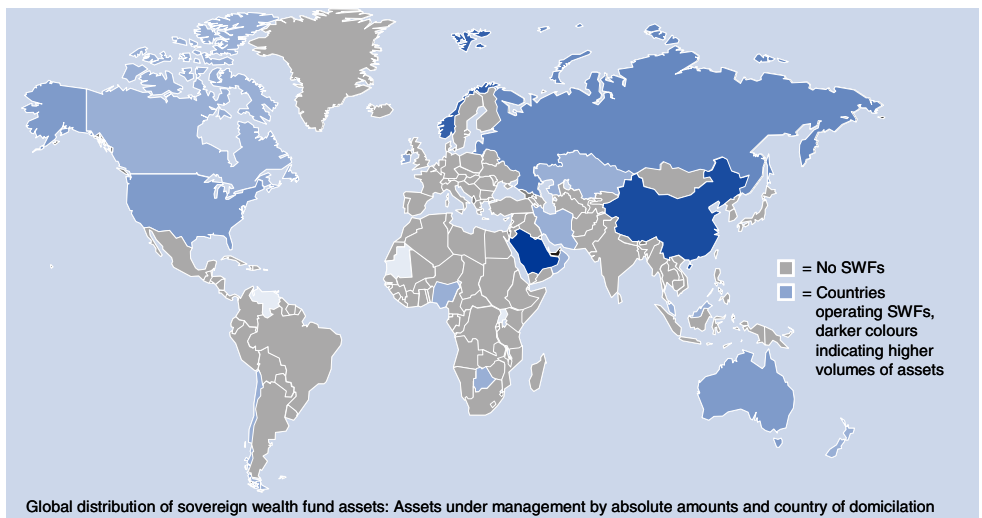 = No SWFs
= Countries
operating SWFs,
darker colours
indicating higher
volumes of assets
Global distribution of sovereign wealth fund assets: Assets under management by absolute amounts and country of domicilation